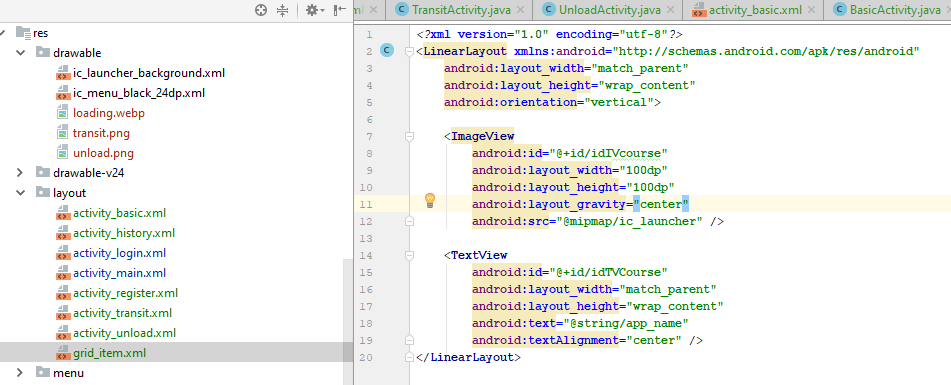 ml
TransitActivity.java
UnloadActivity.java
activity_basic.xml
BasicActivity.java
res
drawable
ic_launcher_background.xml
ic_menu_black_24dp.xml
loading.webp
transit.png
unload.png
drawable-v24
layout
activity_basic.xml
activity_history.xml
activity_login.xml
activity_main.xml
activity_register.xml
activity_transit.xml
activity_unload.xml
grid_item.xml
menu
1 <?xml version="1.0" encoding="utf-8"?>
2 C <LinearLayout xmlns:android="http://schemas.android.com/apk/res/android"
3 android:layout_width="match_parent"
4 android:layout_height="wrap_content"
5 android:orientation="vertical">
6
7 <ImageView
8 android:id="@+id/idIVcourse"
9 android:layout_width="100dp"
10 android:layout_height="100dp"
11 android:layout_gravity="center"
12 android:src="@mipmap/ic_launcher" />
13
14 <TextView
15 android:id="@+id/idTVCourse"
16 android:layout_width="match_parent"
17 android:layout_height="wrap_content"
18 android:text="@string/app_name"
19 android:textAlignment="center" />
20 </LinearLayout>